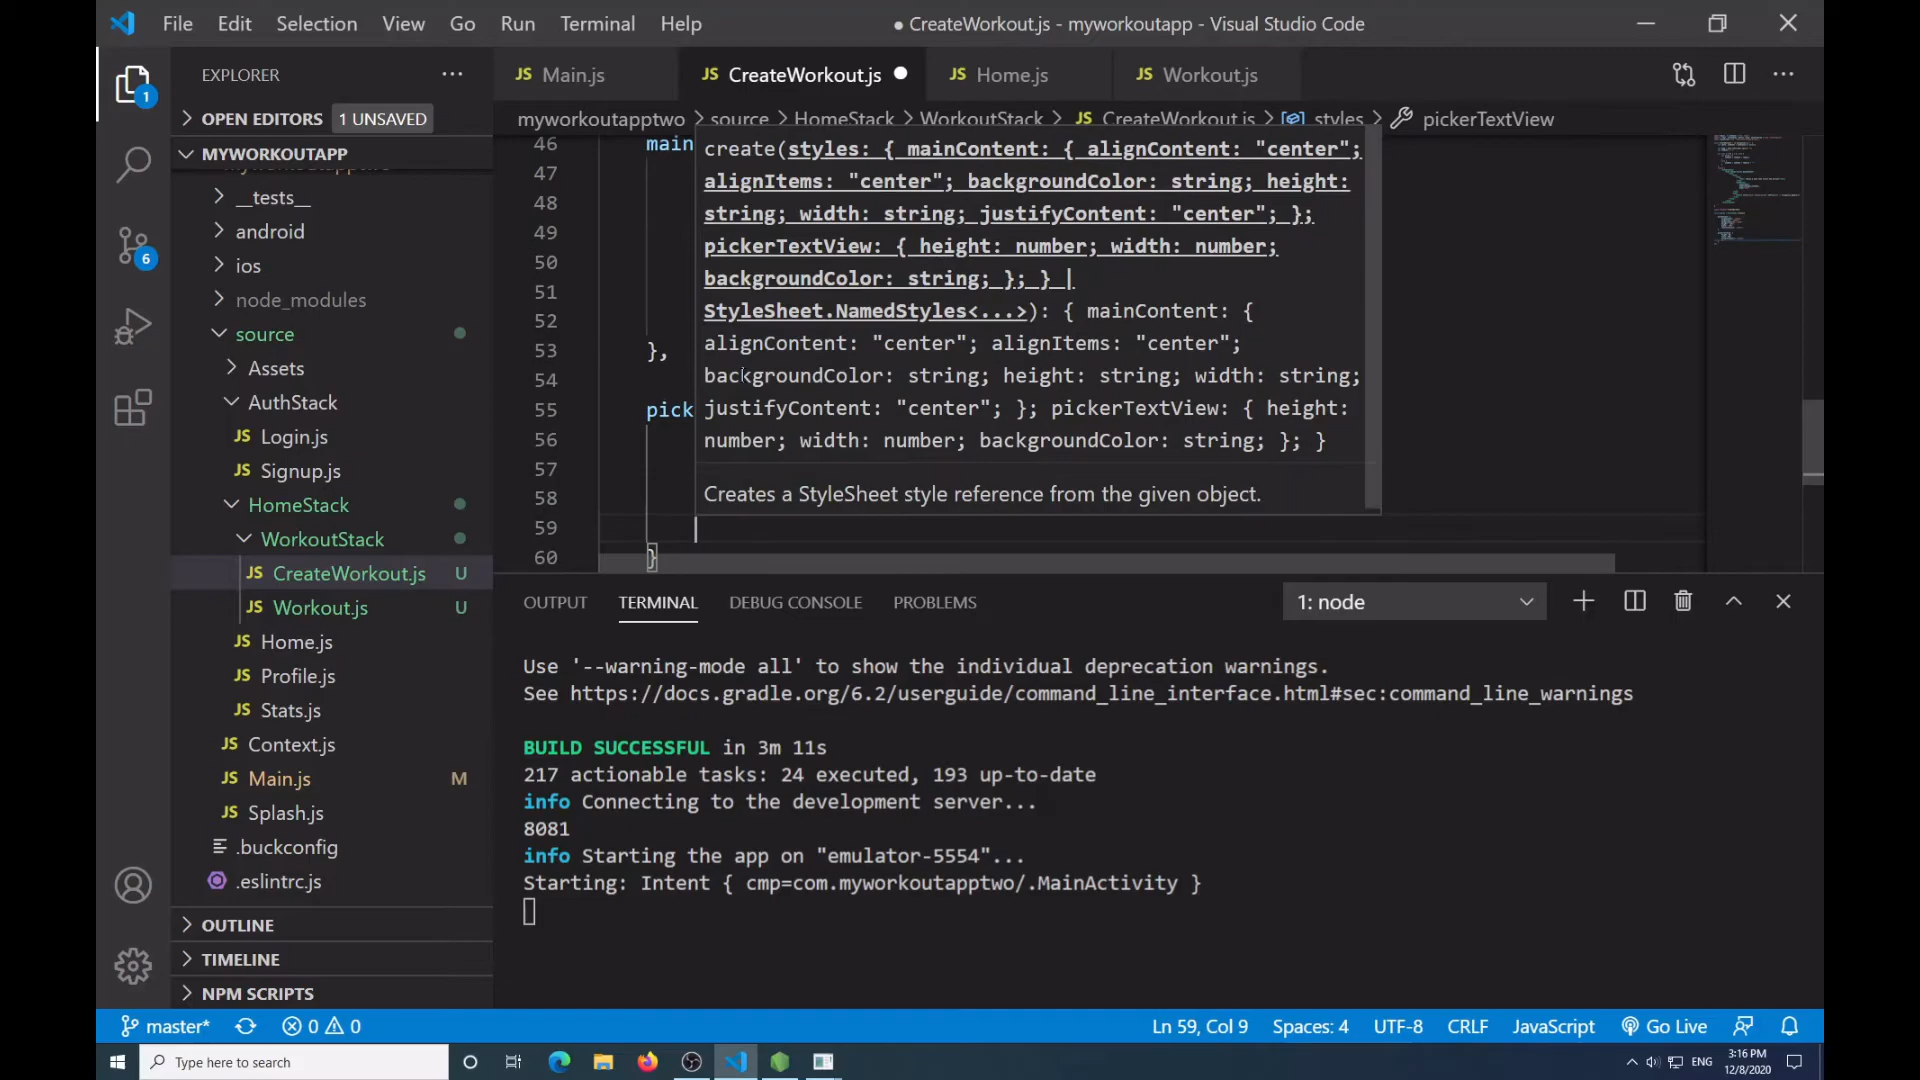 File Edit Selection View Go Run Terminal Help
● CreateWorkout.js - myworkoutapp - Visual Studio Code
EXPLORER
OPEN EDITORS 1 UNSAVED
MYWORKOUTAPP
__tests__
android
ios
node_modules
source
Assets
AuthStack
JS Login.js
JS Signup.js
HomeStack
WorkoutStack
JS CreateWorkout.js U
JS Workout.js U
JS Home.js
JS Profile.js
JS Stats.js
JS Context.js
JS Main.js M
JS Splash.js
.buckconfig
.eslintrc.js
OUTLINE
TIMELINE
NPM SCRIPTS
1
6
JS Main.js JS CreateWorkout.js JS Home.js JS Workout.js
myworkoutapptwo > source > HomeStack > WorkoutStack > JS CreateWorkout.js > styles > pickerTextView
46 main
47
48
49
50
51
52
53 },
54
55 pick
56
57
58
59
60 }
create(styles: { mainContent: { alignContent: "center";
alignItems: "center"; backgroundColor: string; height:
string; width: string; justifyContent: "center"; };
pickerTextView: { height: number; width: number;
backgroundColor: string; }; } |
StyleSheet.NamedStyles<...>): { mainContent: {
alignContent: "center"; alignItems: "center";
backgroundColor: string; height: string; width: string;
justifyContent: "center"; }; pickerTextView: { height:
number; width: number; backgroundColor: string; }; }
Creates a StyleSheet style reference from the given object.
OUTPUT TERMINAL DEBUG CONSOLE PROBLEMS 1: node
Use '--warning-mode all' to show the individual deprecation warnings.
See https://docs.gradle.org/6.2/userguide/command_line_interface.html#sec:command_line_warnings
BUILD SUCCESSFUL in 3m 11s
217 actionable tasks: 24 executed, 193 up-to-date
info Connecting to the development server...
8081
info Starting the app on "emulator-5554"...
Starting: Intent { cmp=com.myworkoutapptwo/.MainActivity }
master* 0 0 Ln 59, Col 9 Spaces: 4 UTF-8 CRLF JavaScript Go Live
Type here to search ENG 3:16 PM
12/8/2020